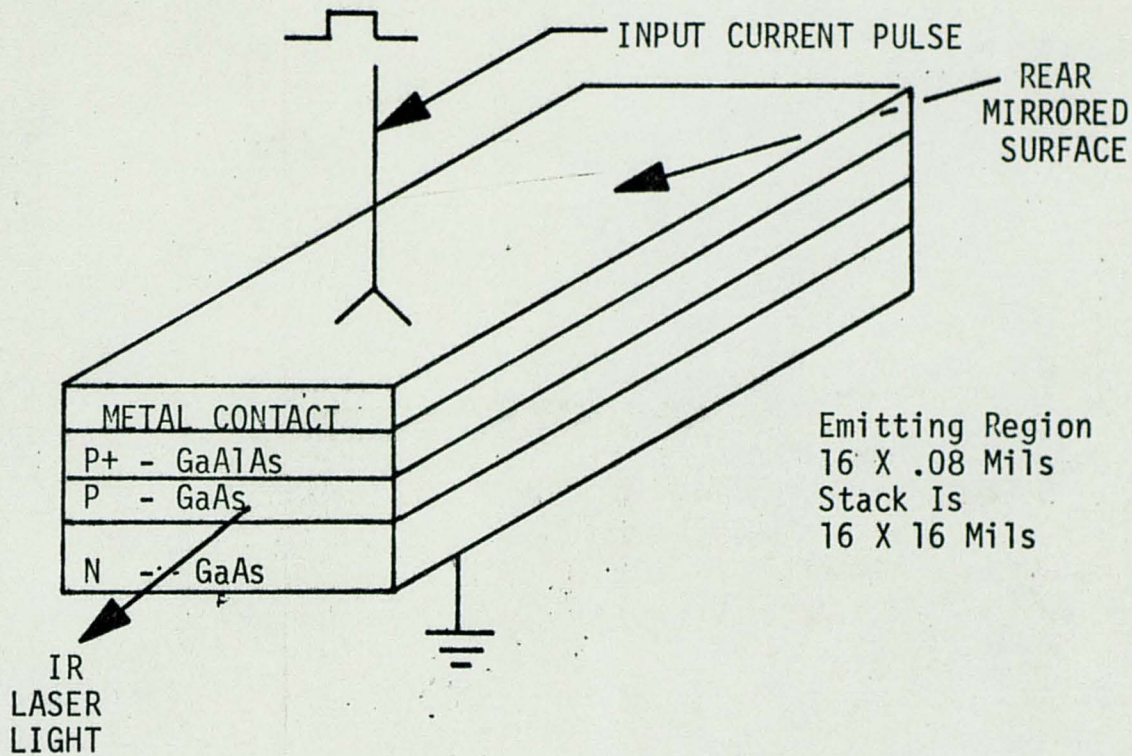 INPUT CURRENT PULSE
REAR
MIRRORED
SURFACE
METAL CONTACT
P+ - GaAlAs
P - GaAs
N - GaAs
Emitting Region
16 X .08 Mils
Stack Is
16 X 16 Mils
IR
LASER
LIGHT